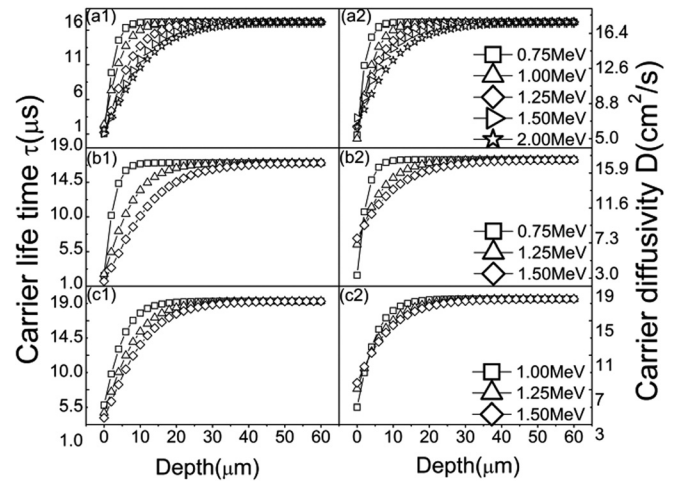 Carrier life time τ(μs)
16
11
6
1
19.0
14.5
10.0
5.5
1.0
19.0
14.5
10.0
5.5
1.0
(a1)
(b1)
(c1)
0 10 20 30 40 50 60
Depth(μm)
(a2)
0.75MeV
1.00MeV
1.25MeV
1.50MeV
2.00MeV
(b2)
0.75MeV
1.25MeV
1.50MeV
(c2)
1.00MeV
1.25MeV
1.50MeV
0 10 20 30 40 50 60
Depth(μm)
16.4
12.6
8.8
5.0
15.9
11.6
7.3
3.0
19
15
11
7
3
Carrier diffusivity D(cm²/s)